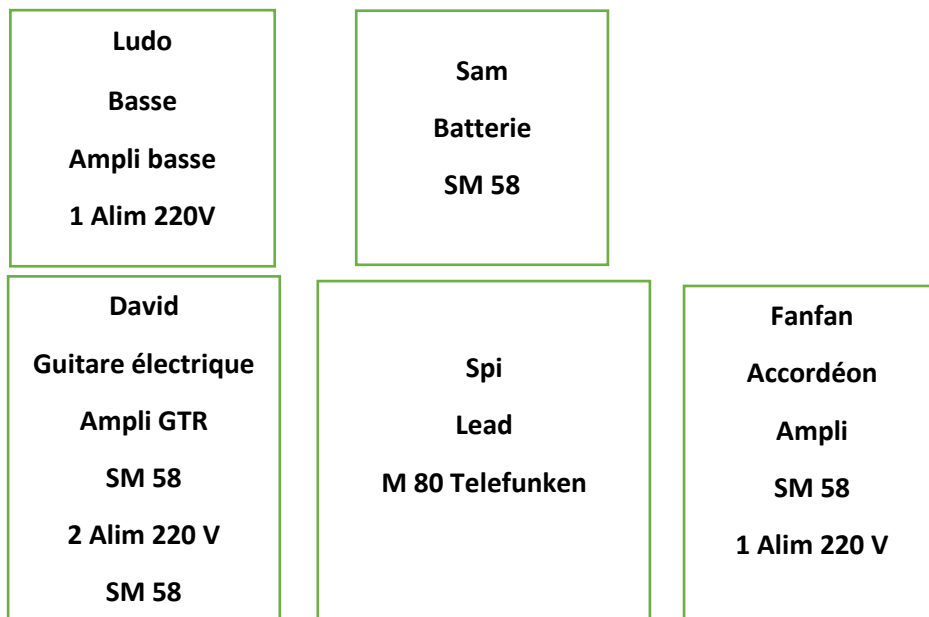 Ludo
Basse
Ampli basse
1 Alim 220V
Sam
Batterie
SM 58
David
Guitare électrique
Ampli GTR
SM 58
2 Alim 220 V
SM 58
Spi
Lead
M 80 Telefunken
Fanfan
Accordéon
Ampli
SM 58
1 Alim 220 V